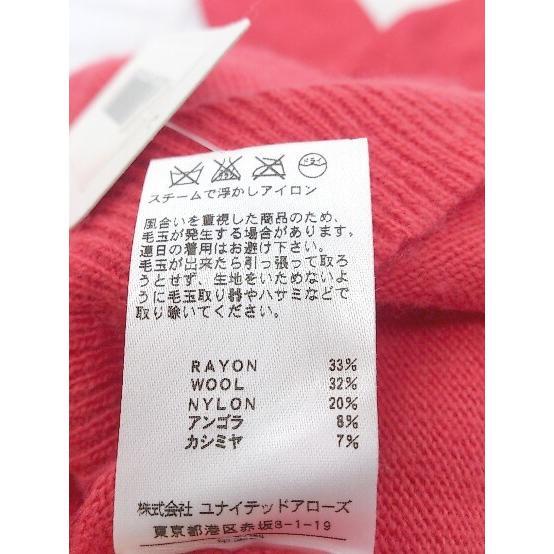 ドライ
スチームで浮かしアイロン
風合いを重視した商品のため、
毛玉が発生する場合があります。
連日の着用はお避け下さい。
毛玉が出来たら引っ張って取ろ
うとせず、生地をいためないよ
うに毛玉取り器やハサミなどで
取り除いてください。
RAYON 33%
WOOL 32%
NYLON 20%
アンゴラ 8%
カシミヤ 7%
株式会社 ユナイテッドアローズ
東京都港区赤坂8-1-19